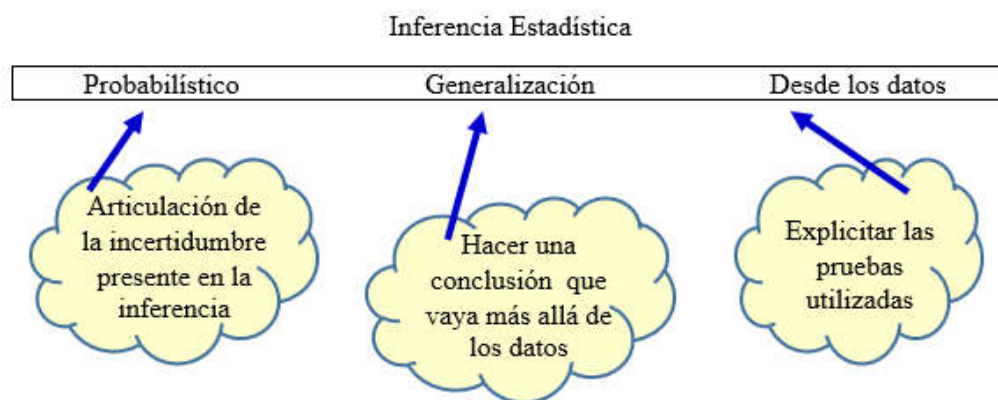 Inferencia Estadística
Probabilístico
Generalización
Desde los datos
Articulación de
la incertidumbre
presente en la
inferencia
Hacer una
conclusión que
vaya más allá de
los datos
Explicitar las
pruebas
utilizadas